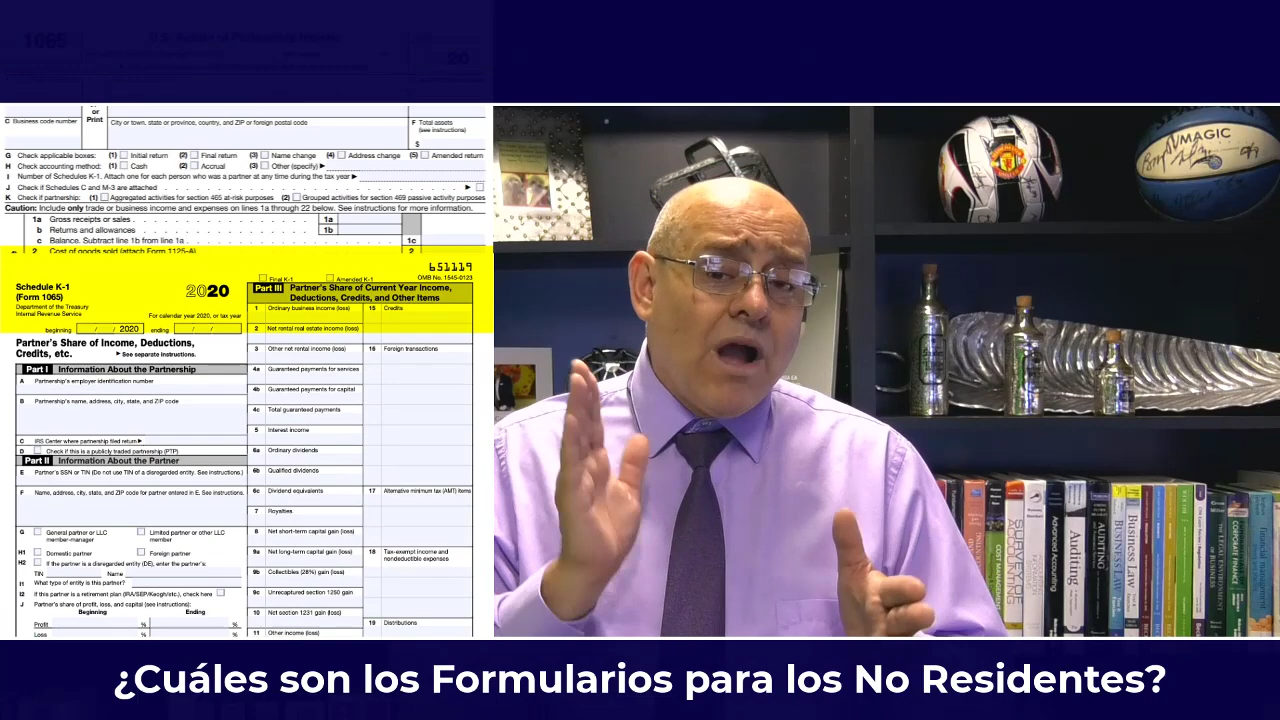 1065
C Business code number
or
Print
City or town, state or province, country, and ZIP or foreign postal code
F Total assets
(see instructions)
$
G Check applicable boxes: (1) Initial return (2) Final return (3) Name change (4) Address change (5) Amended return
H Check accounting method: (1) Cash (2) Accrual (3) Other (specify) ▶
I Number of Schedules K-1. Attach one for each person who was a partner at any time during the tax year ▶
J Check if Schedules C and M-3 are attached . . . . . . . . . . . . . . . . . . . . . . ▶
K Check if partnership: (1) Aggregated activities for section 465 at-risk purposes (2) Grouped activities for section 469 passive activity purposes
Caution: Include only trade or business income and expenses on lines 1a through 22 below. See instructions for more information.
1a Gross receipts or sales . . . . . . . . . . . 1a
b Returns and allowances . . . . . . . . . . . 1b
c Balance. Subtract line 1b from line 1a . . . . . . . . . . . . . . . 1c
2 Cost of goods sold (attach Form 1125-A) 2
651119
Final K-1 Amended K-1 OMB No. 1545-0123
Schedule K-1
(Form 1065)
2020
Department of the Treasury
Internal Revenue Service
For calendar year 2020, or tax year
beginning / / 2020 ending / /
Partner's Share of Income, Deductions,
Credits, etc. ▶ See separate instructions.
Part I Information About the Partnership
A Partnership's employer identification number
B Partnership's name, address, city, state, and ZIP code
C IRS Center where partnership filed return ▶
D Check if this is a publicly traded partnership (PTP)
Part II Information About the Partner
E Partner's SSN or TIN (Do not use TIN of a disregarded entity. See instructions.)
F Name, address, city, state, and ZIP code for partner entered in E. See instructions.
G General partner or LLC member-manager Limited partner or other LLC member
H1 Domestic partner Foreign partner
H2 If the partner is a disregarded entity (DE), enter the partner's:
TIN Name
I1 What type of entity is this partner?
I2 If this partner is a retirement plan (IRA/SEP/Keogh/etc.), check here
J Partner's share of profit, loss, and capital (see instructions):
Beginning Ending
Profit % %
Loss % %
Part III Partner's Share of Current Year Income,
Deductions, Credits, and Other Items
1 Ordinary business income (loss) 15 Credits
2 Net rental real estate income (loss)
3 Other net rental income (loss) 16 Foreign transactions
4a Guaranteed payments for services
4b Guaranteed payments for capital
4c Total guaranteed payments
5 Interest income
6a Ordinary dividends
6b Qualified dividends
6c Dividend equivalents 17 Alternative minimum tax (AMT) items
7 Royalties
8 Net short-term capital gain (loss)
9a Net long-term capital gain (loss) 18 Tax-exempt income and nondeductible expenses
9b Collectibles (28%) gain (loss)
9c Unrecaptured section 1250 gain
10 Net section 1231 gain (loss) 19 Distributions
11 Other income (loss)
MAGIC
COST MANAGEMENT
Advanced Accounting
Auditing
AUDITING
Business Law
CORPORATE FINANCE
¿Cuáles son los Formularios para los No Residentes?